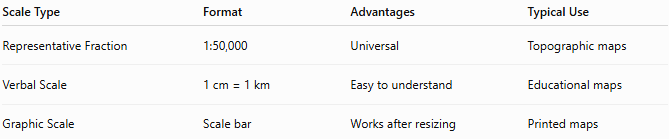 Scale Type Format Advantages Typical Use
Representative Fraction 1:50,000 Universal Topographic maps
Verbal Scale 1 cm = 1 km Easy to understand Educational maps
Graphic Scale Scale bar Works after resizing Printed maps